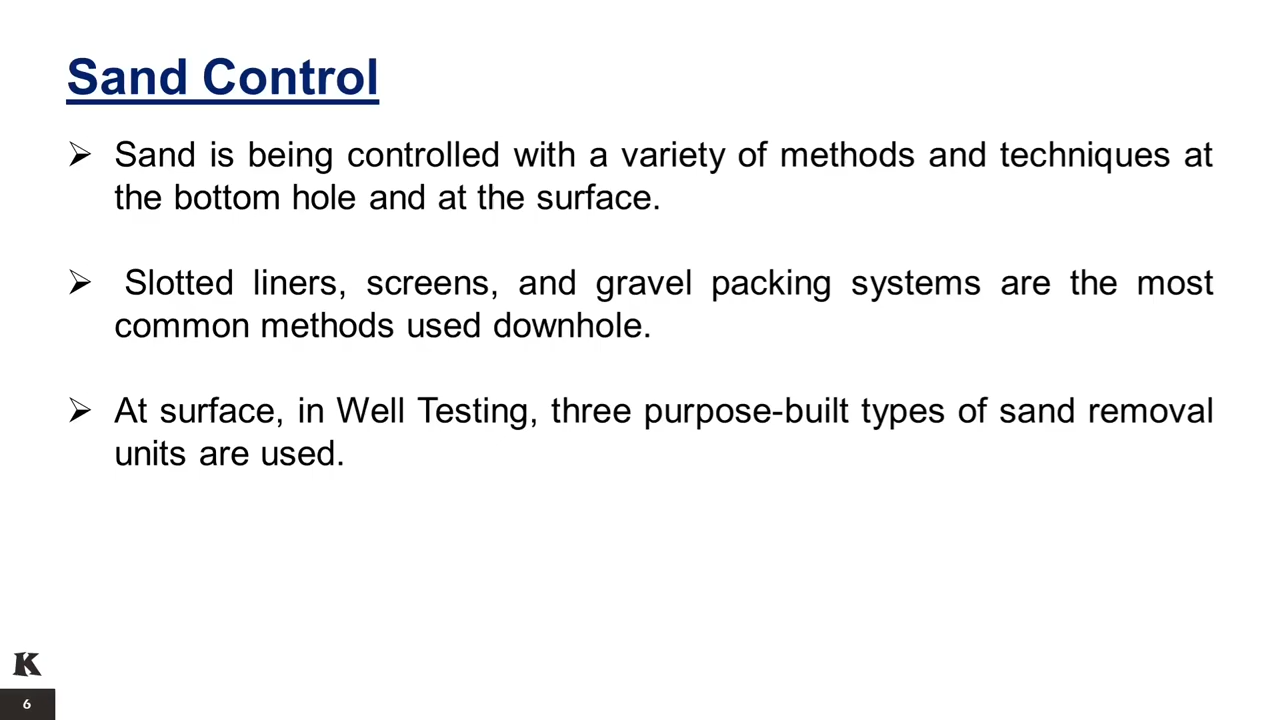 Sand Control
➢ Sand is being controlled with a variety of methods and techniques at
the bottom hole and at the surface.
➢ Slotted liners, screens, and gravel packing systems are the most
common methods used downhole.
➢ At surface, in Well Testing, three purpose-built types of sand removal
units are used.
K
6